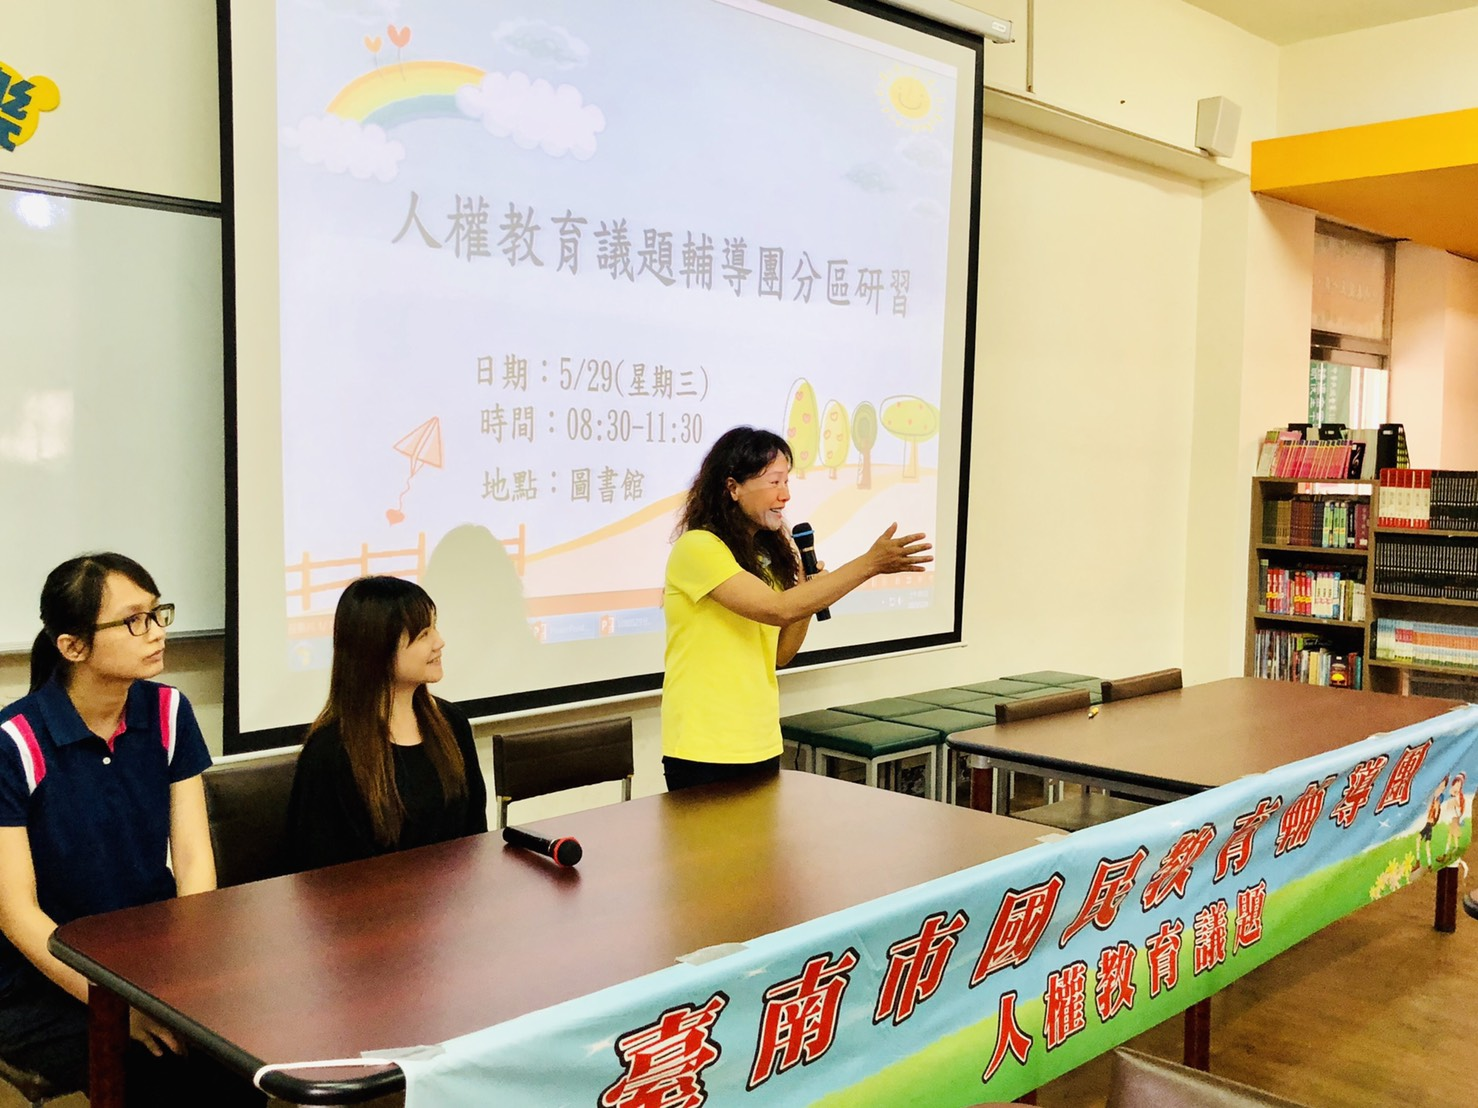 樂
人權教育議題輔導團分區研習
日期：5/29(星期三)
時間：08:30-11:30
地點：圖書館
臺南市國民教育輔導團
人權教育議題